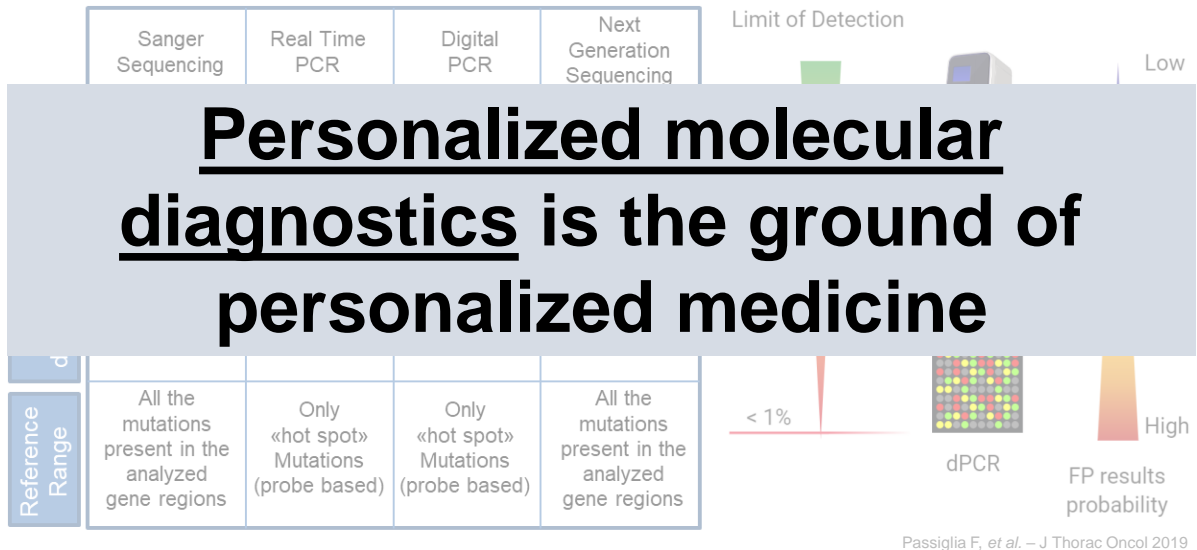 Sanger
Sequencing
Real Time
PCR
Digital
PCR
Next
Generation
Sequencing
Limit of Detection
Low
Personalized molecular
diagnostics is the ground of
personalized medicine
Reference
Range
All the
mutations
present in the
analyzed
gene regions
Only
«hot spot»
Mutations
(probe based)
Only
«hot spot»
Mutations
(probe based)
All the
mutations
present in the
analyzed
gene regions
< 1%
dPCR
High
FP results
probability
Passiglia F, et al. – J Thorac Oncol 2019